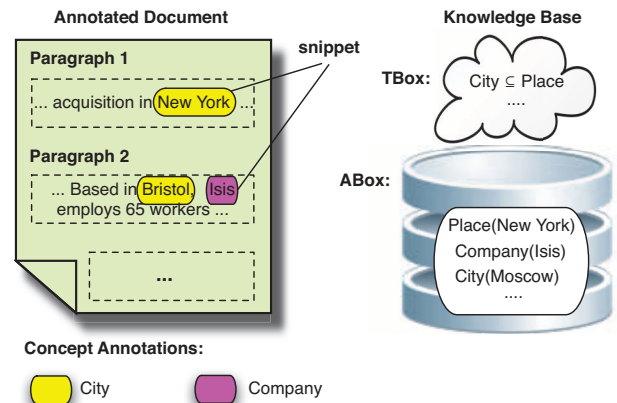 Annotated Document
Knowledge Base
Paragraph 1
snippet
... acquisition in New York ...
TBox:
City ⊆ Place
....
Paragraph 2
... Based in Bristol, Isis
employs 65 workers ...
...
ABox:
Place(New York)
Company(Isis)
City(Moscow)
....
Concept Annotations:
City
Company